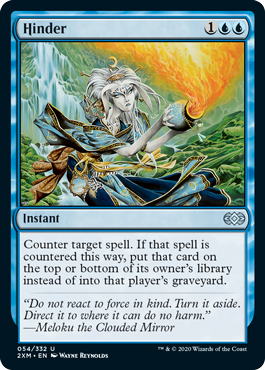 Hinder 1
Instant
Counter target spell. If that spell is
countered this way, put that card on
the top or bottom of its owner's library
instead of into that player's graveyard.
"Do not react to force in kind. Turn it aside.
Direct it to where it can do no harm."
—Meloku the Clouded Mirror
054/332 U
2XM • EN Wayne Reynolds
™ & © 2020 Wizards of the Coast